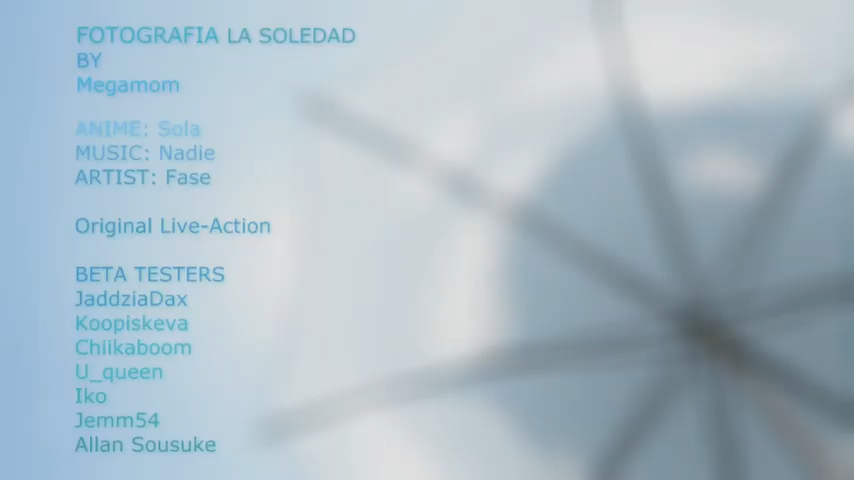 FOTOGRAFIA LA SOLEDAD
BY
Megamom
ANIME: Sola
MUSIC: Nadie
ARTIST: Fase
Original Live-Action
BETA TESTERS
JaddziaDax
Koopiskeva
Chiikaboom
U_queen
Iko
Jemm54
Allan Sousuke